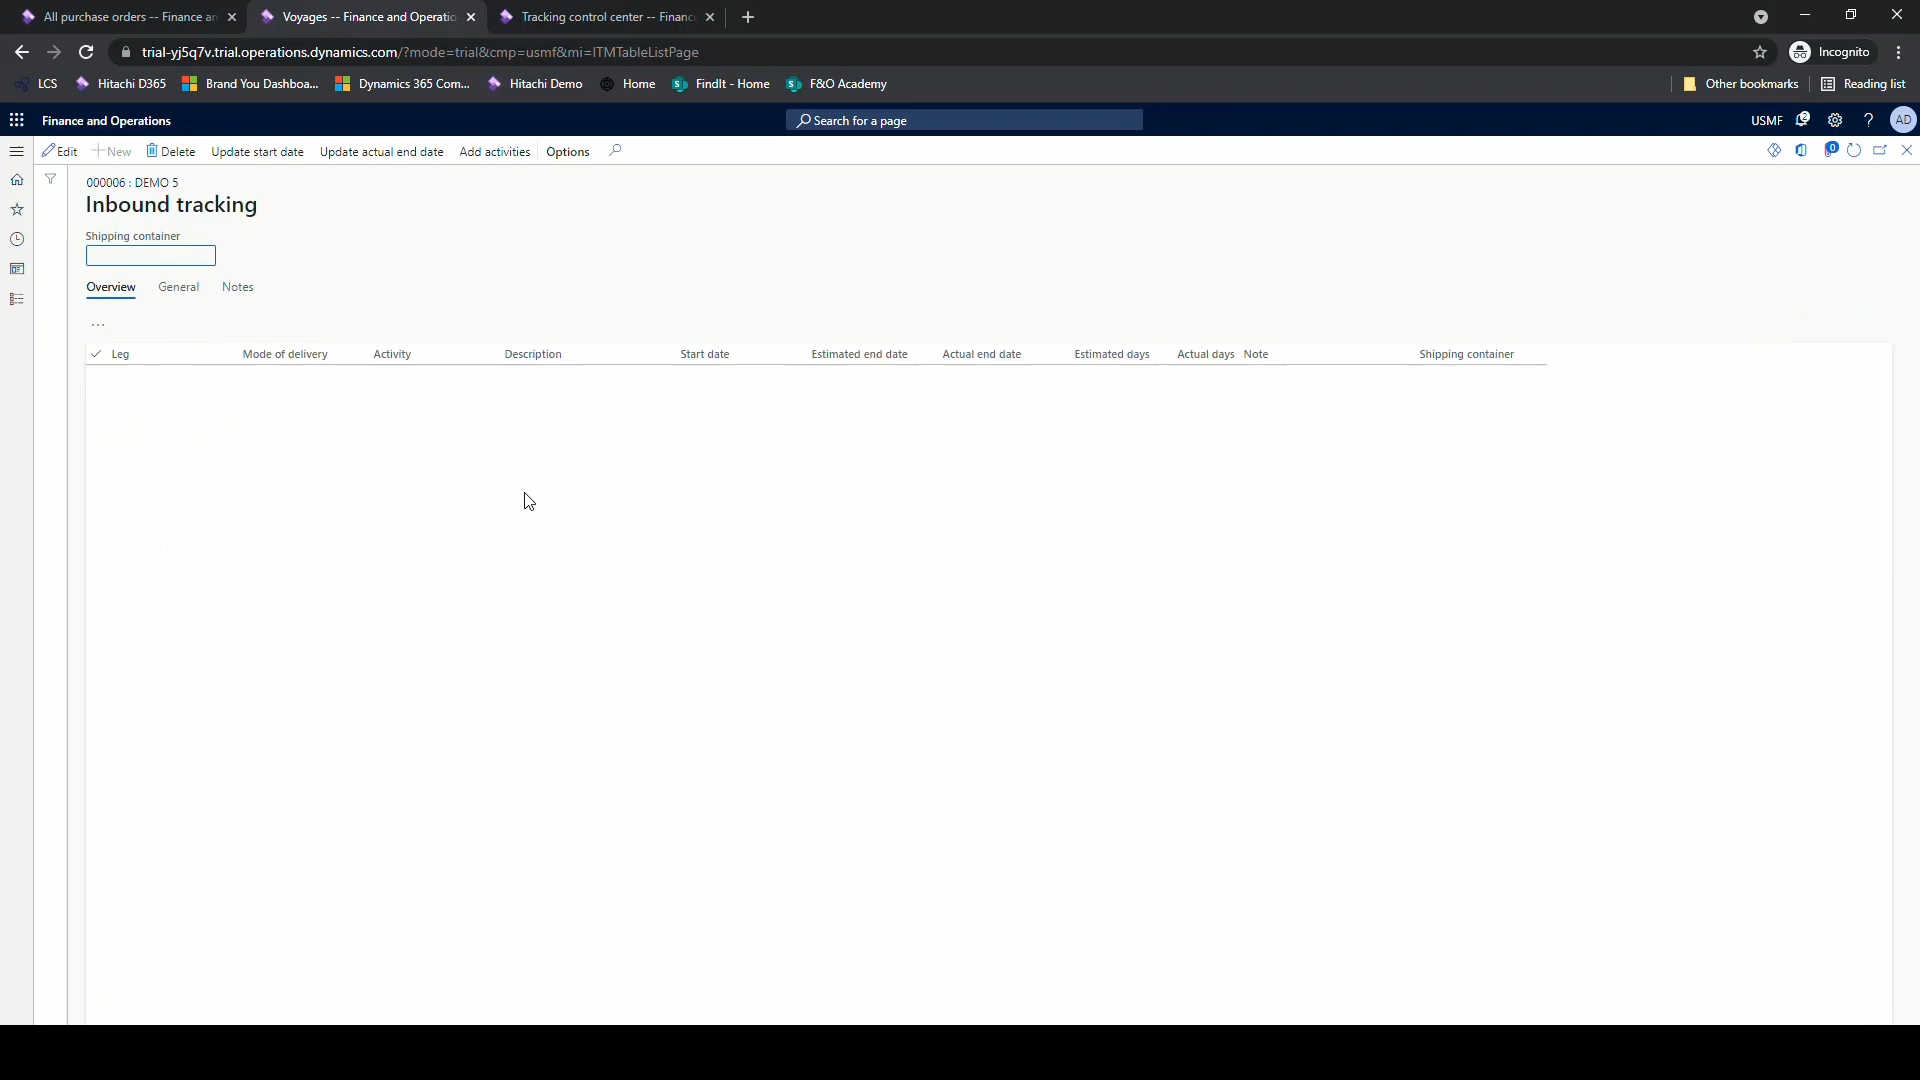 All purchase orders -- Finance an
Voyages -- Finance and Operatio
Tracking control center -- Financ
trial-yj5q7v.trial.operations.dynamics.com/?mode=trial&cmp=usmf&mi=ITMTableListPage
Incognito
LCS
Hitachi D365
Brand You Dashboa...
Dynamics 365 Com...
Hitachi Demo
Home
FindIt - Home
F&O Academy
Other bookmarks
Reading list
Finance and Operations
Search for a page
USMF
2
?
AD
Edit
New
Delete
Update start date
Update actual end date
Add activities
Options
0
000006 : DEMO 5
Inbound tracking
Shipping container
Overview
General
Notes
...
Leg
Mode of delivery
Activity
Description
Start date
Estimated end date
Actual end date
Estimated days
Actual days
Note
Shipping container